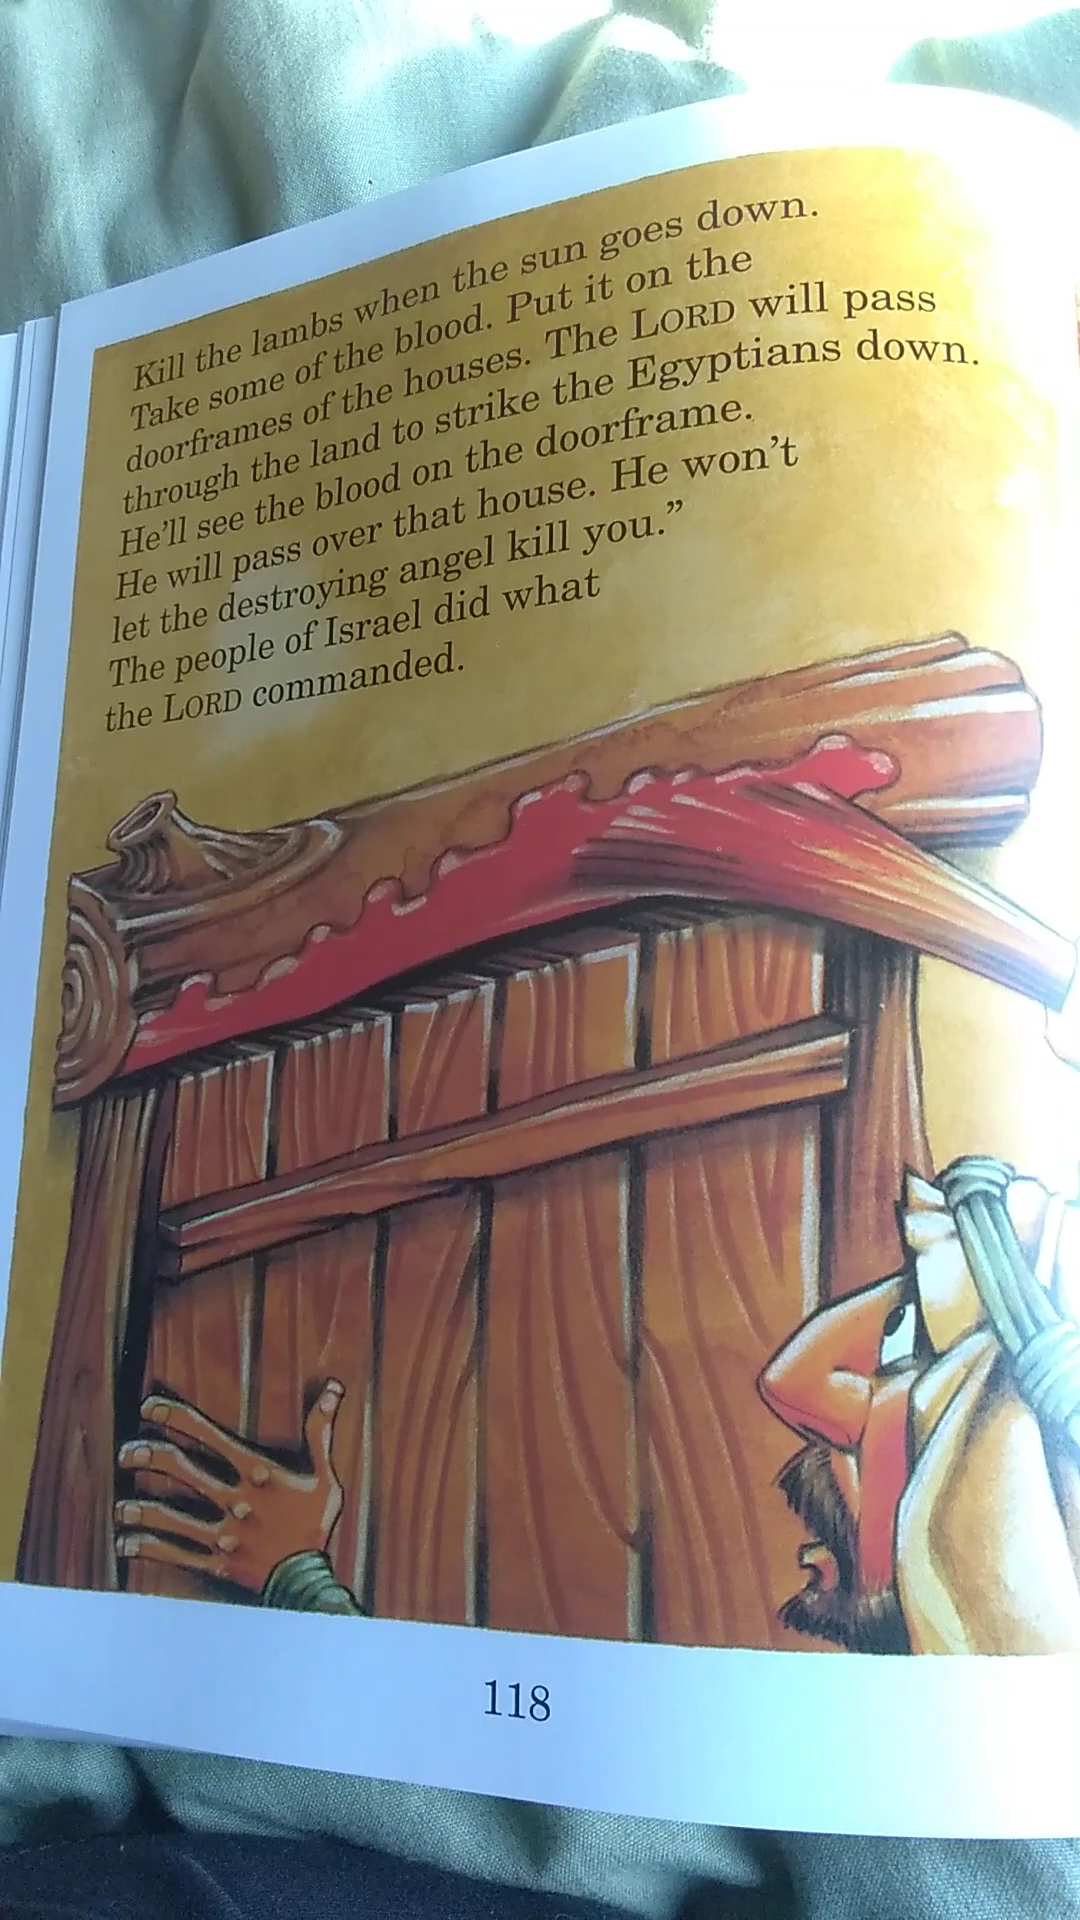 Kill the lambs when the sun goes down.
Take some of the blood. Put it on the
doorframes of the houses. The LORD will pass
through the land to strike the Egyptians down.
He'll see the blood on the doorframe.
He will pass over that house. He won't
let the destroying angel kill you.”
The people of Israel did what
the LORD commanded.
118